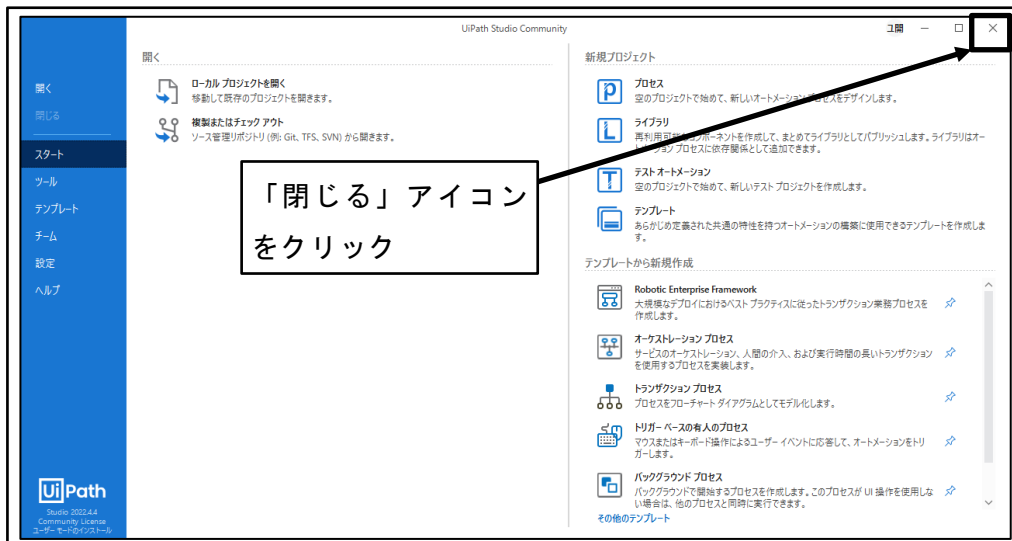 UiPath Studio Community
ユ開
開く
閉じる
スタート
ツール
テンプレート
チーム
設定
ヘルプ
UiPath
Studio 2022.4.4
Community License
ユーザー モードのインストール
開く
ローカル プロジェクトを開く
移動して既存のプロジェクトを開きます。
複製またはチェック アウト
ソース管理リポジトリ (例: Git、TFS、SVN) から開きます。
「閉じる」アイコン
をクリック
新規プロジェクト
プロセス
空のプロジェクトで始めて、新しいオートメーション プロセスをデザインします。
ライブラリ
再利用可能なコンポーネントを作成して、まとめてライブラリとしてパブリッシュします。ライブラリはオー
トメーション プロセスに依存関係として追加できます。
テスト オートメーション
空のプロジェクトで始めて、新しいテスト プロジェクトを作成します。
テンプレート
あらかじめ定義された共通の特性を持つオートメーションの構築に使用できるテンプレートを作成しま
す。
テンプレートから新規作成
Robotic Enterprise Framework
大規模なデプロイにおけるベスト プラクティスに従ったトランザクション業務プロセスを
作成します。
オーケストレーション プロセス
サービスのオーケストレーション、人間の介入、および実行時間の長いトランザクション
を使用するプロセスを実装します。
トランザクション プロセス
プロセスをフローチャート ダイアグラムとしてモデル化します。
トリガー ベースの有人のプロセス
マウスまたはキーボード操作によるユーザー イベントに応答して、オートメーションをトリ
ガーします。
バックグラウンド プロセス
バックグラウンドで開始するプロセスを作成します。このプロセスが UI 操作を使用しな
い場合は、他のプロセスと同時に実行できます。
その他のテンプレート